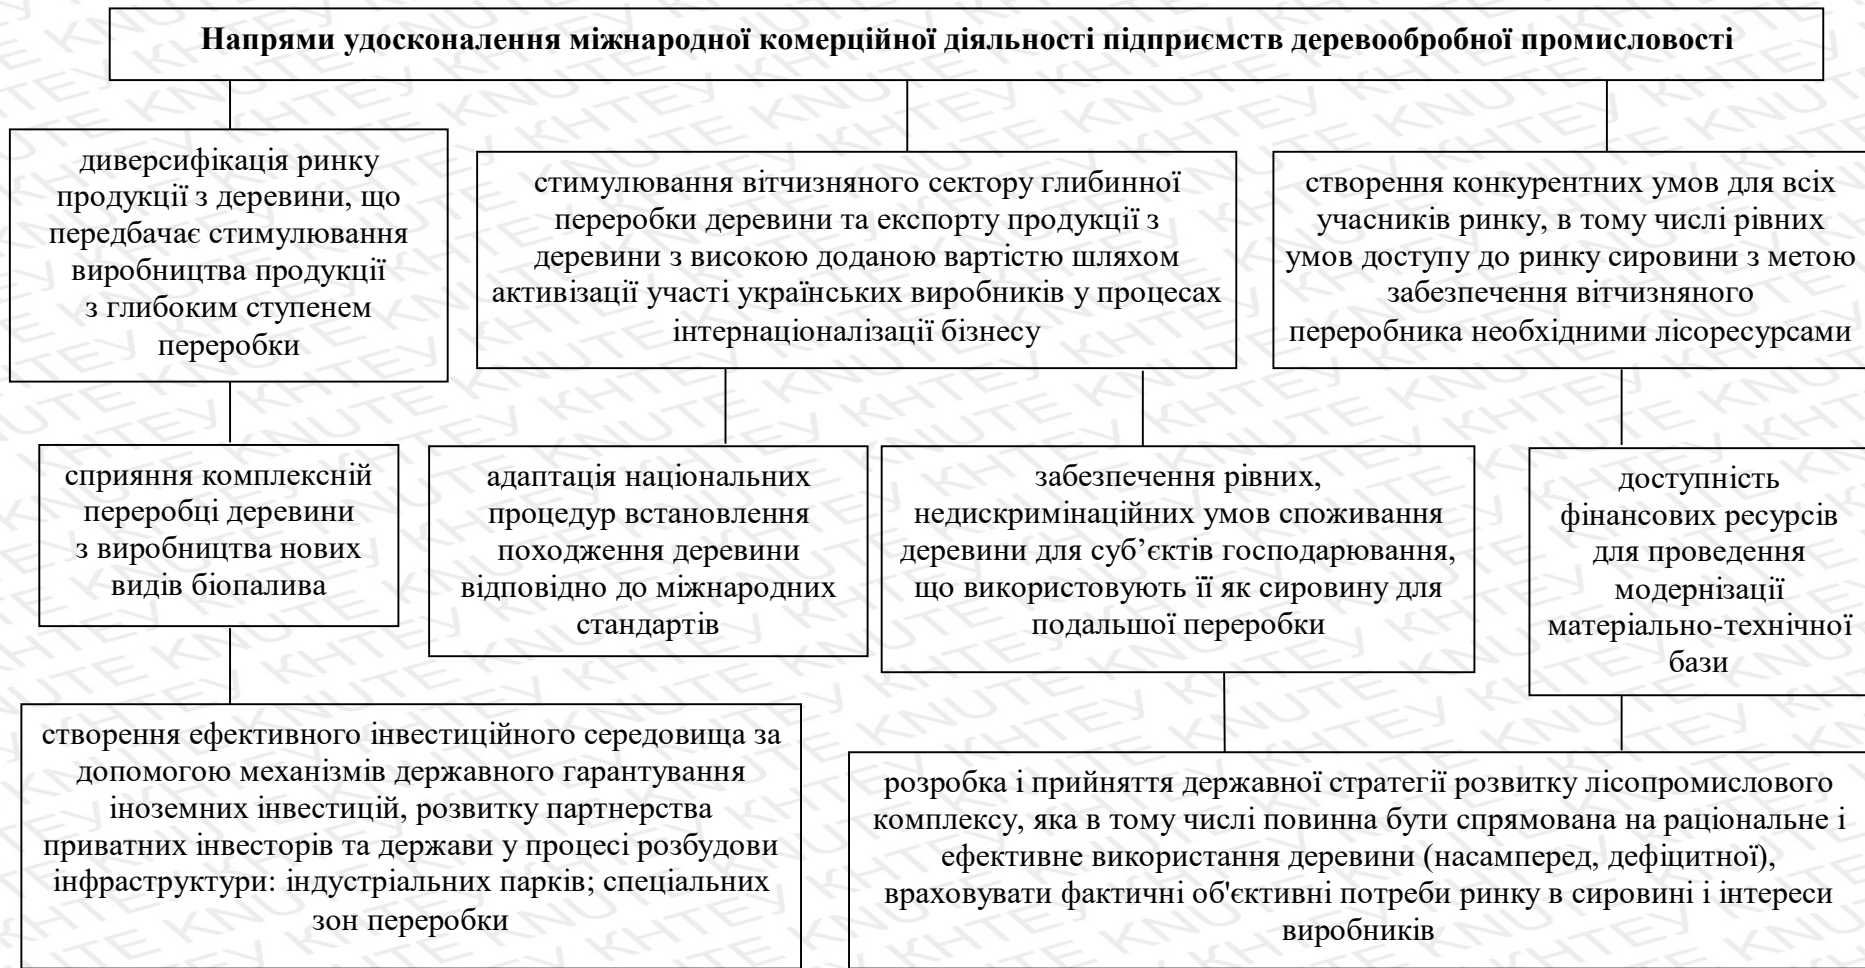 Напрями удосконалення міжнародної комерційної діяльності підприємств деревообробної промисловості
диверсифікація ринку
продукції з деревини, що
передбачає стимулювання
виробництва продукції
з глибоким ступенем
переробки
стимулювання вітчизняного сектору глибинної
переробки деревини та експорту продукції з
деревини з високою доданою вартістю шляхом
активізації участі українських виробників у процесах
інтернаціоналізації бізнесу
створення конкурентних умов для всіх
учасників ринку, в тому числі рівних
умов доступу до ринку сировини з метою
забезпечення вітчизняного
переробника необхідними лісоресурсами
сприяння комплексній
переробці деревини
з виробництва нових
видів біопалива
адаптація національних
процедур встановлення
походження деревини
відповідно до міжнародних
стандартів
забезпечення рівних,
недискримінаційних умов споживання
деревини для суб’єктів господарювання,
що використовують її як сировину для
подальшої переробки
доступність
фінансових ресурсів
для проведення
модернізації
матеріально-технічної
бази
створення ефективного інвестиційного середовища за
допомогою механізмів державного гарантування
іноземних інвестицій, розвитку партнерства
приватних інвесторів та держави у процесі розбудови
інфраструктури: індустріальних парків; спеціальних
зон переробки
розробка і прийняття державної стратегії розвитку лісопромислового
комплексу, яка в тому числі повинна бути спрямована на раціональне і
ефективне використання деревини (насамперед, дефіцитної),
враховувати фактичні об'єктивні потреби ринку в сировині і інтереси
виробників